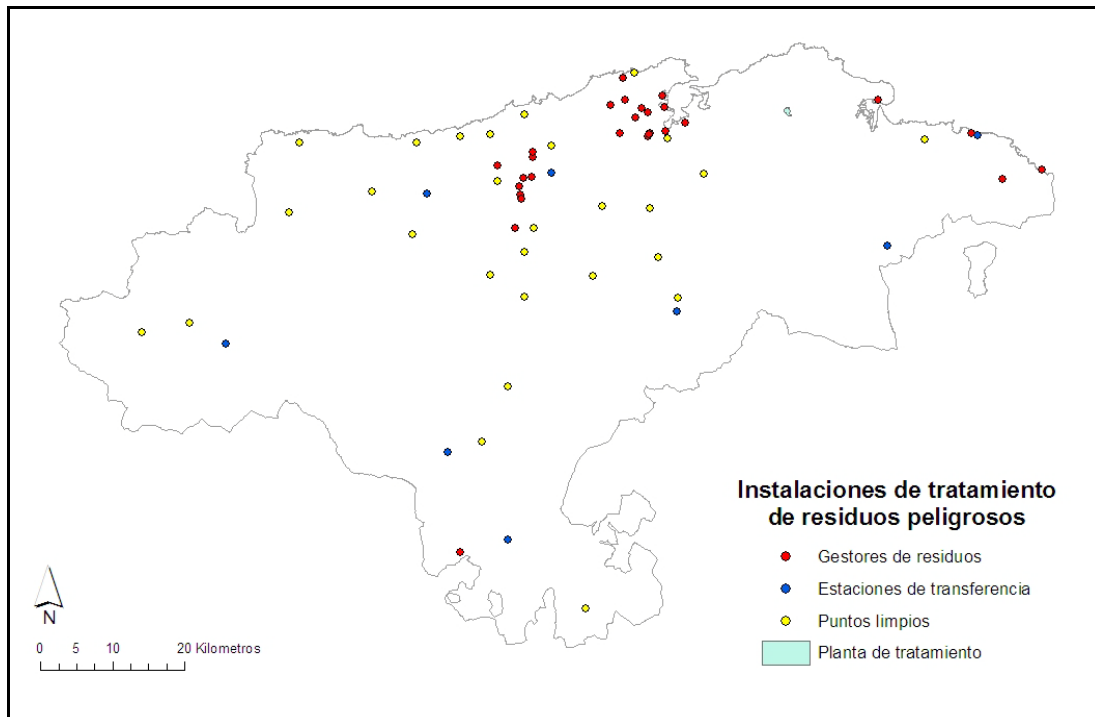 Instalaciones de tratamiento
de residuos peligrosos
Gestores de residuos
Estaciones de transferencia
Puntos limpios
Planta de tratamiento
N
0 5 10 20 Kilometros